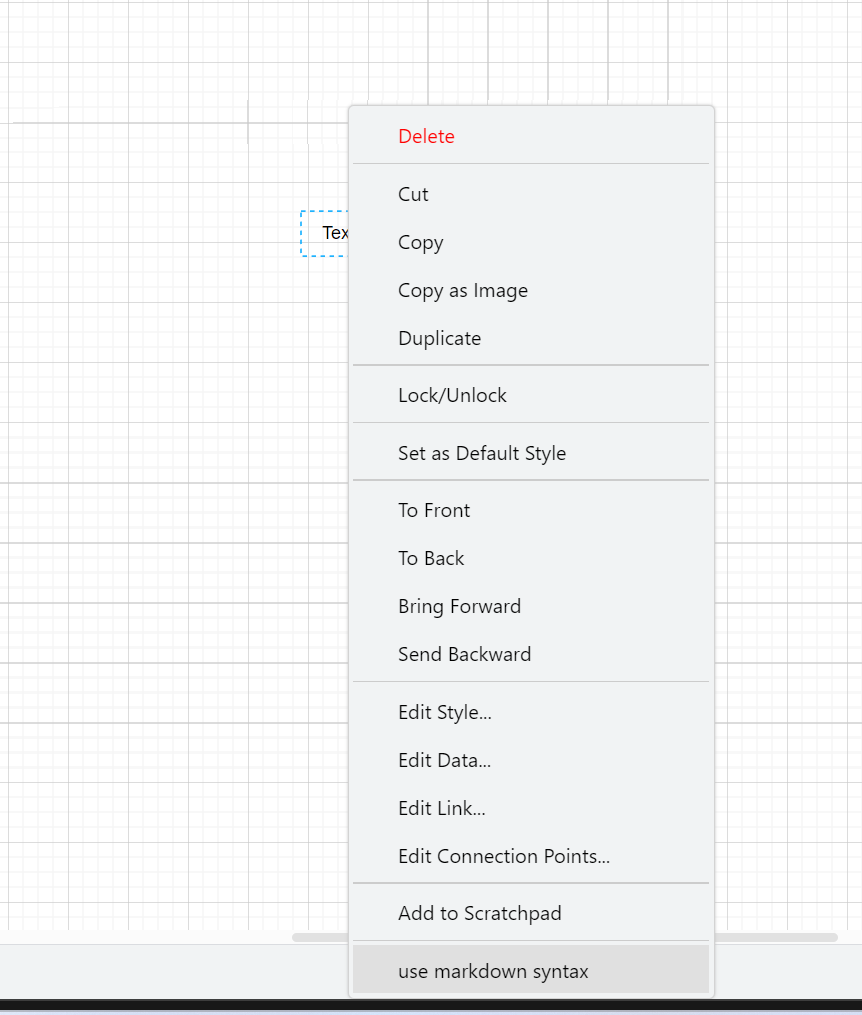 Delete
Cut
Tex
Copy
Copy as Image
Duplicate
Lock/Unlock
Set as Default Style
To Front
To Back
Bring Forward
Send Backward
Edit Style...
Edit Data...
Edit Link...
Edit Connection Points...
Add to Scratchpad
use markdown syntax